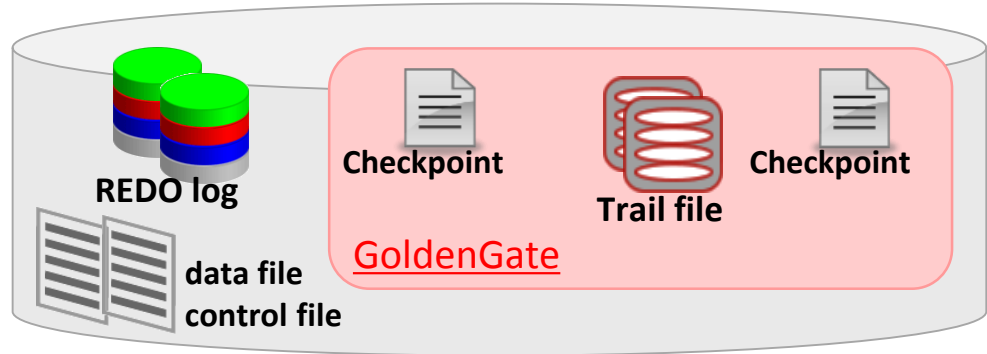 REDO log
data file
control file
Checkpoint
Trail file
Checkpoint
GoldenGate